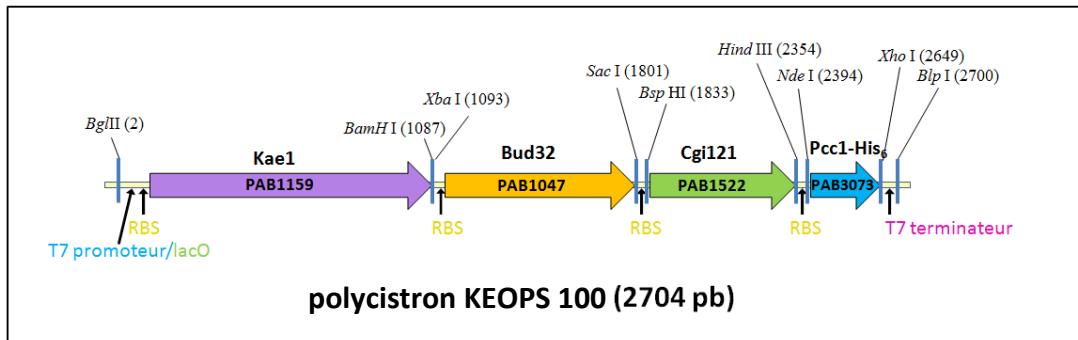 Hind III (2354)
Xho I (2649)
Sac I (1801)
Nde I (2394)
Blp I (2700)
Xba I (1093)
Bsp HI (1833)
BglII (2)
BamH I (1087)
Pcc1-His6
Kae1
Bud32
Cgi121
PAB1159
PAB1047
PAB1522
PAB3073
RBS
RBS
RBS
RBS
T7 promoteur/lacO
T7 terminateur
polycistron KEOPS 100 (2704 pb)